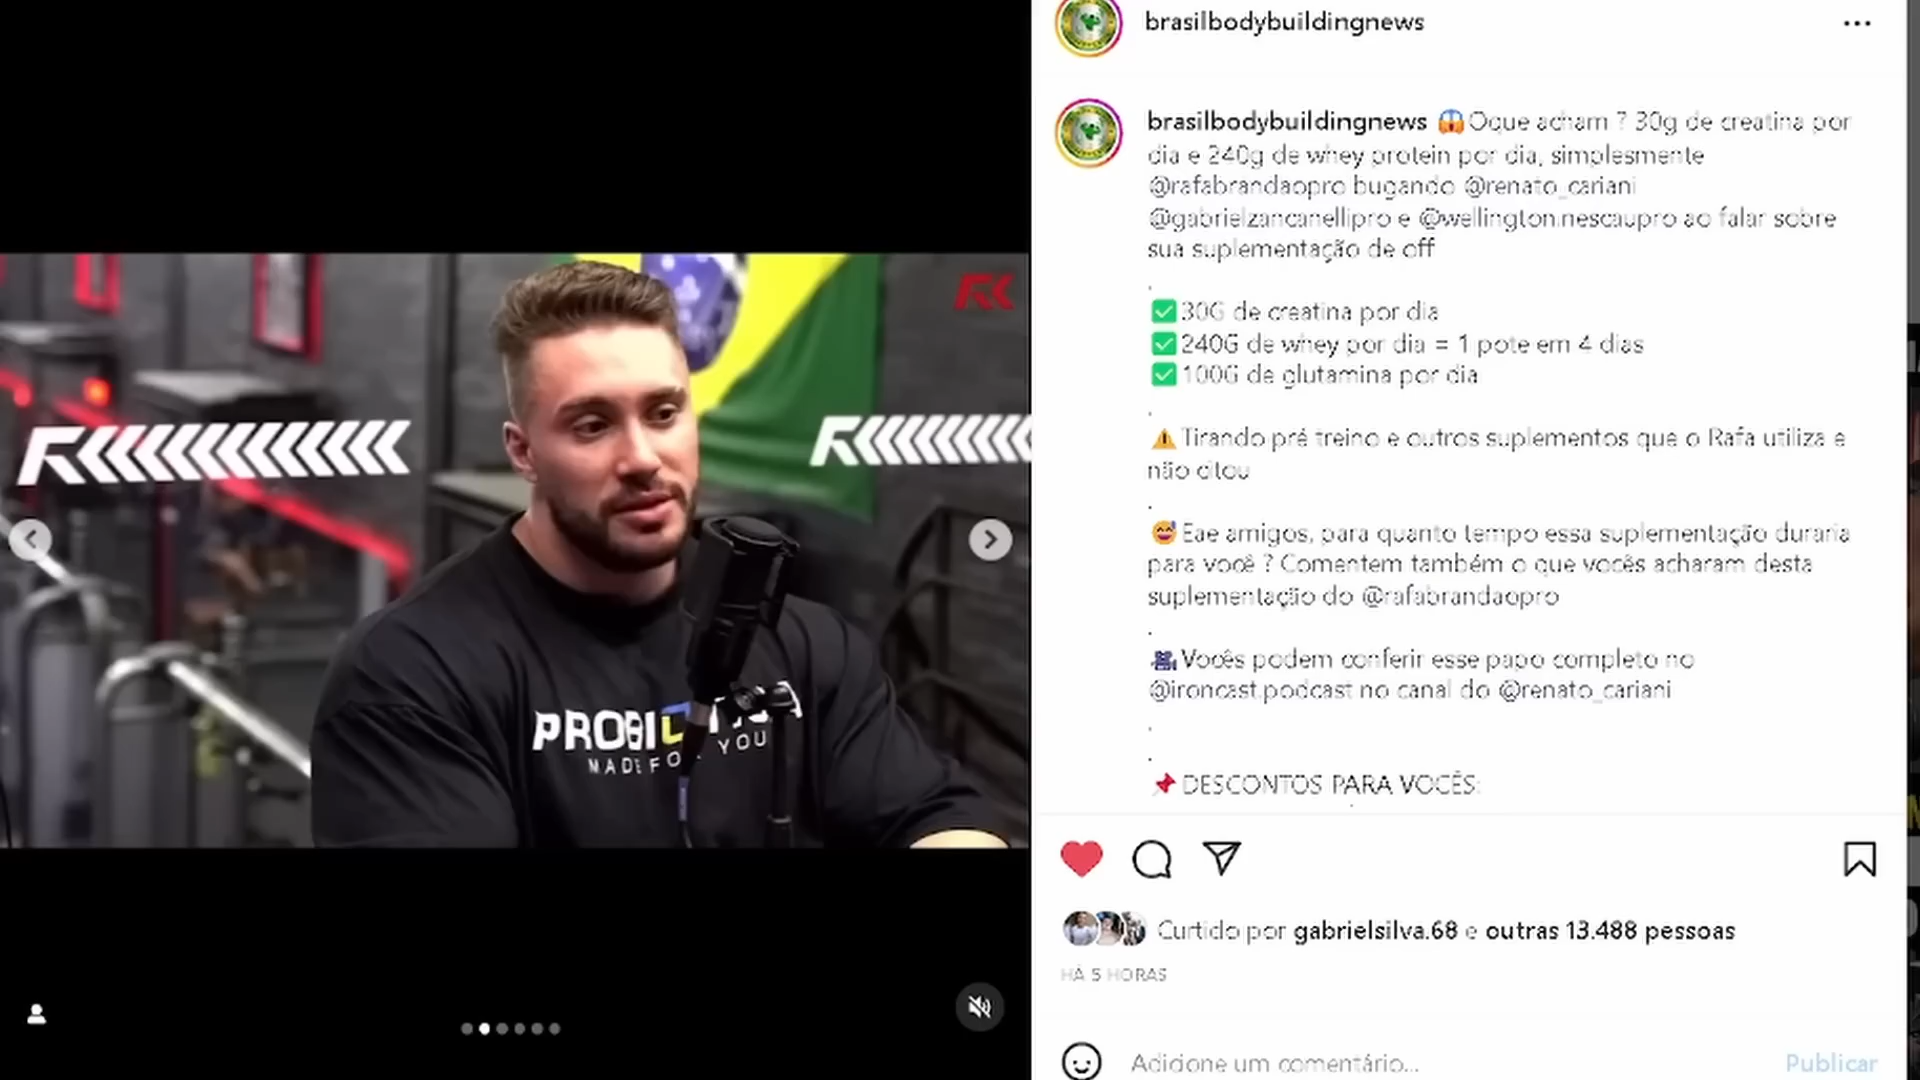 brasilbodybuildingnews
brasilbodybuildingnews 😱Oque acham ? 30g de creatina por
dia e 240g de whey protein por dia, simplesmente
@rafabrandaopro bugando @renato_cariani
@gabrielzancanellipro e @wellington.nescaupro ao falar sobre
sua suplementação de off
.
✅30G de creatina por dia
✅240G de whey por dia = 1 pote em 4 dias
✅100G de glutamina por dia
.
⚠️Tirando pré treino e outros suplementos que o Rafa utiliza e
não citou
.
😅Eae amigos, para quanto tempo essa suplementação duraria
para você ? Comentem também o que vocês acharam desta
suplementação do @rafabrandaopro
.
🎥Vocês podem conferir esse papo completo no
@ironcast.podcast no canal do @renato_cariani
.
.
📌DESCONTOS PARA VOCÊS:
Curtido por gabrielsilva.68 e outras 13.488 pessoas
HÁ 5 HORAS
Adicione um comentário...
Publicar
MADE FO YOU